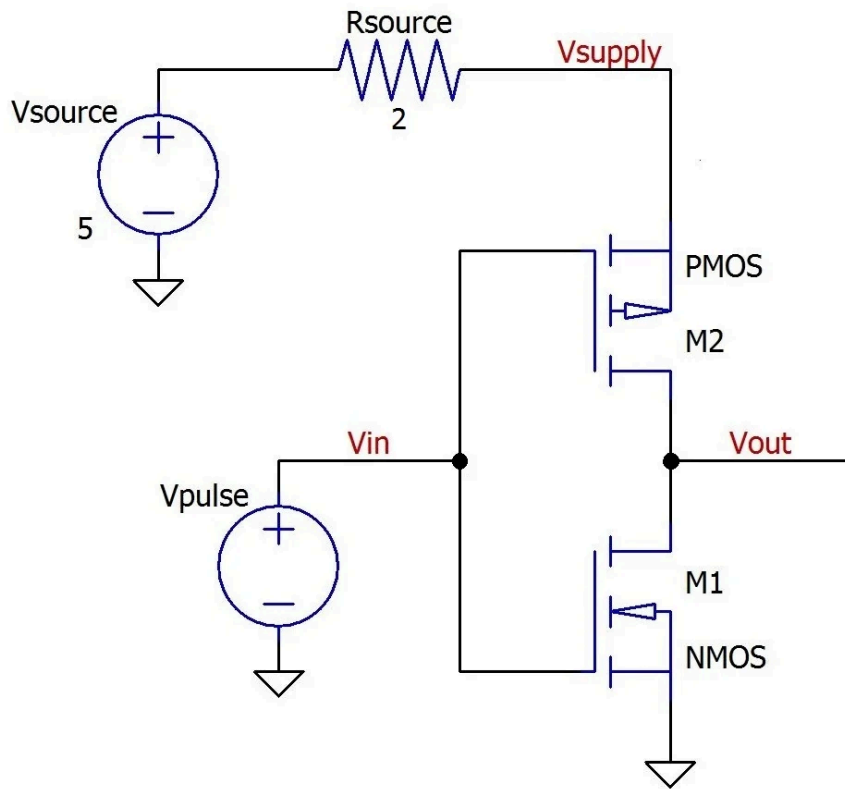 Rsource
Vsupply
Vsource
2
5
PMOS
M2
Vin
Vout
Vpulse
M1
NMOS